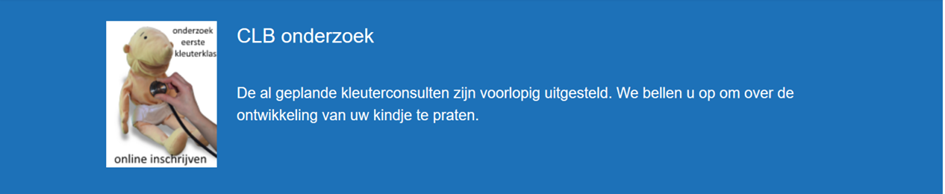 onderzoek
eerste
kleuterklas
online inschrijven
CLB onderzoek
De al geplande kleuterconsulten zijn voorlopig uitgesteld. We bellen u op om over de
ontwikkeling van uw kindje te praten.